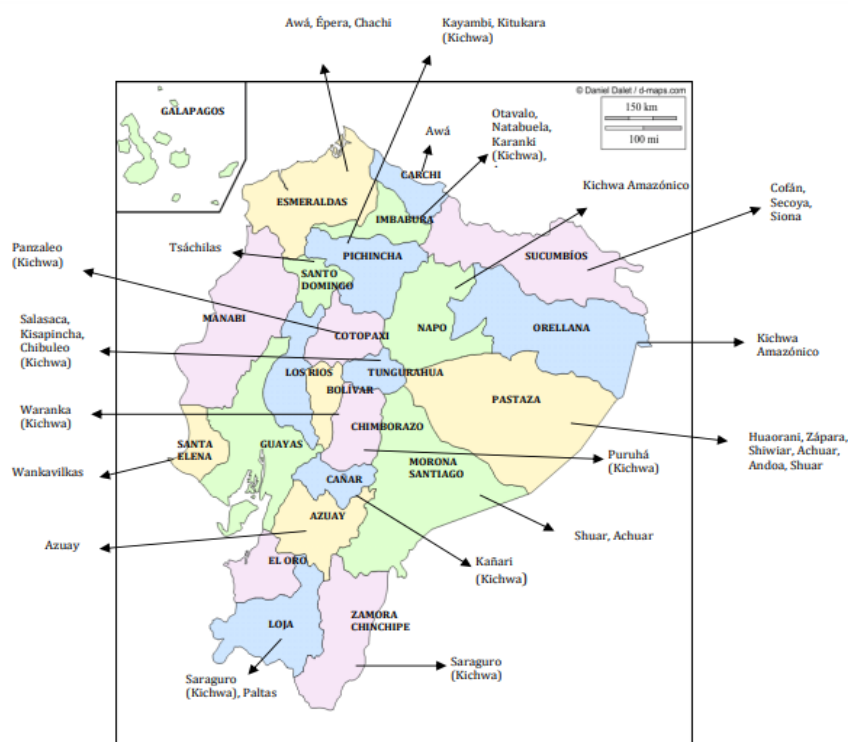 Awá, Épera, Chachi
Kayambi, Kitukara
(Kichwa)
© Daniel Dalet / d-maps.com
150 km
100 mi
GALAPAGOS
Otavalo,
Natabuela,
Karanki
(Kichwa), .
Awá
CARCHI
Kichwa Amazónico
Cofán,
Secoya,
Siona
ESMERALDAS
IMBABURA
Panzaleo
(Kichwa)
Tsáchilas
PICHINCHA
SUCUMBÍOS
SANTO
DOMINGO
Salasaca,
Kisapincha,
Chibuleo
(Kichwa)
MANABI
COTOPAXI
NAPO
ORELLANA
Kichwa
Amazónico
LOS RIOS
TUNGURAHUA
BOLÍVAR
PASTAZA
Waranka
(Kichwa)
CHIMBORAZO
SANTA
ELENA
GUAYAS
Huaorani, Zápara,
Shiwiar, Achuar,
Andoa, Shuar
Puruhá
(Kichwa)
MORONA
SANTIAGO
Wankavilkas
CAÑAR
AZUAY
Shuar, Achuar
Azuay
EL ORO
Kañari
(Kichwa)
LOJA
ZAMORA
CHINCHIPE
Saraguro
(Kichwa), Paltas
Saraguro
(Kichwa)